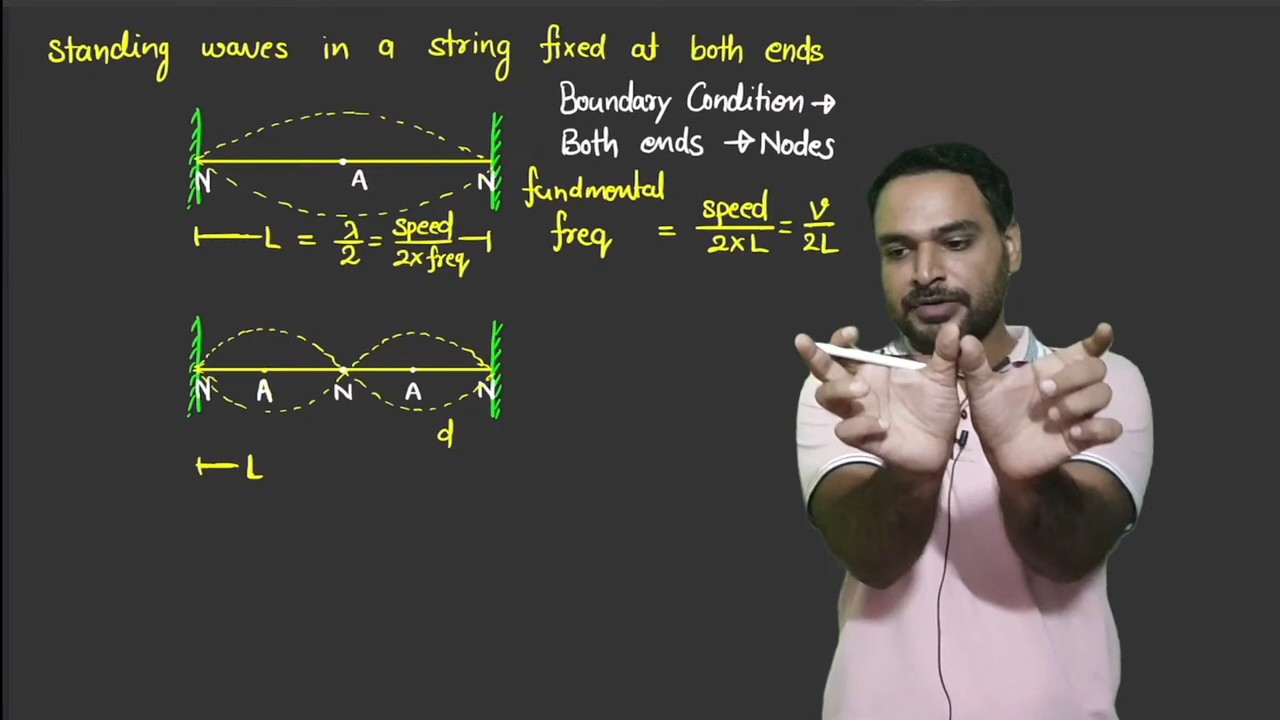 standing waves in a string fixed at both ends
Boundary Condition →
Both ends → Nodes
N A N
L = λ/2 = speed/2×freq
fundmental
freq = speed/2×L = v/2L
N A N A N
d
L